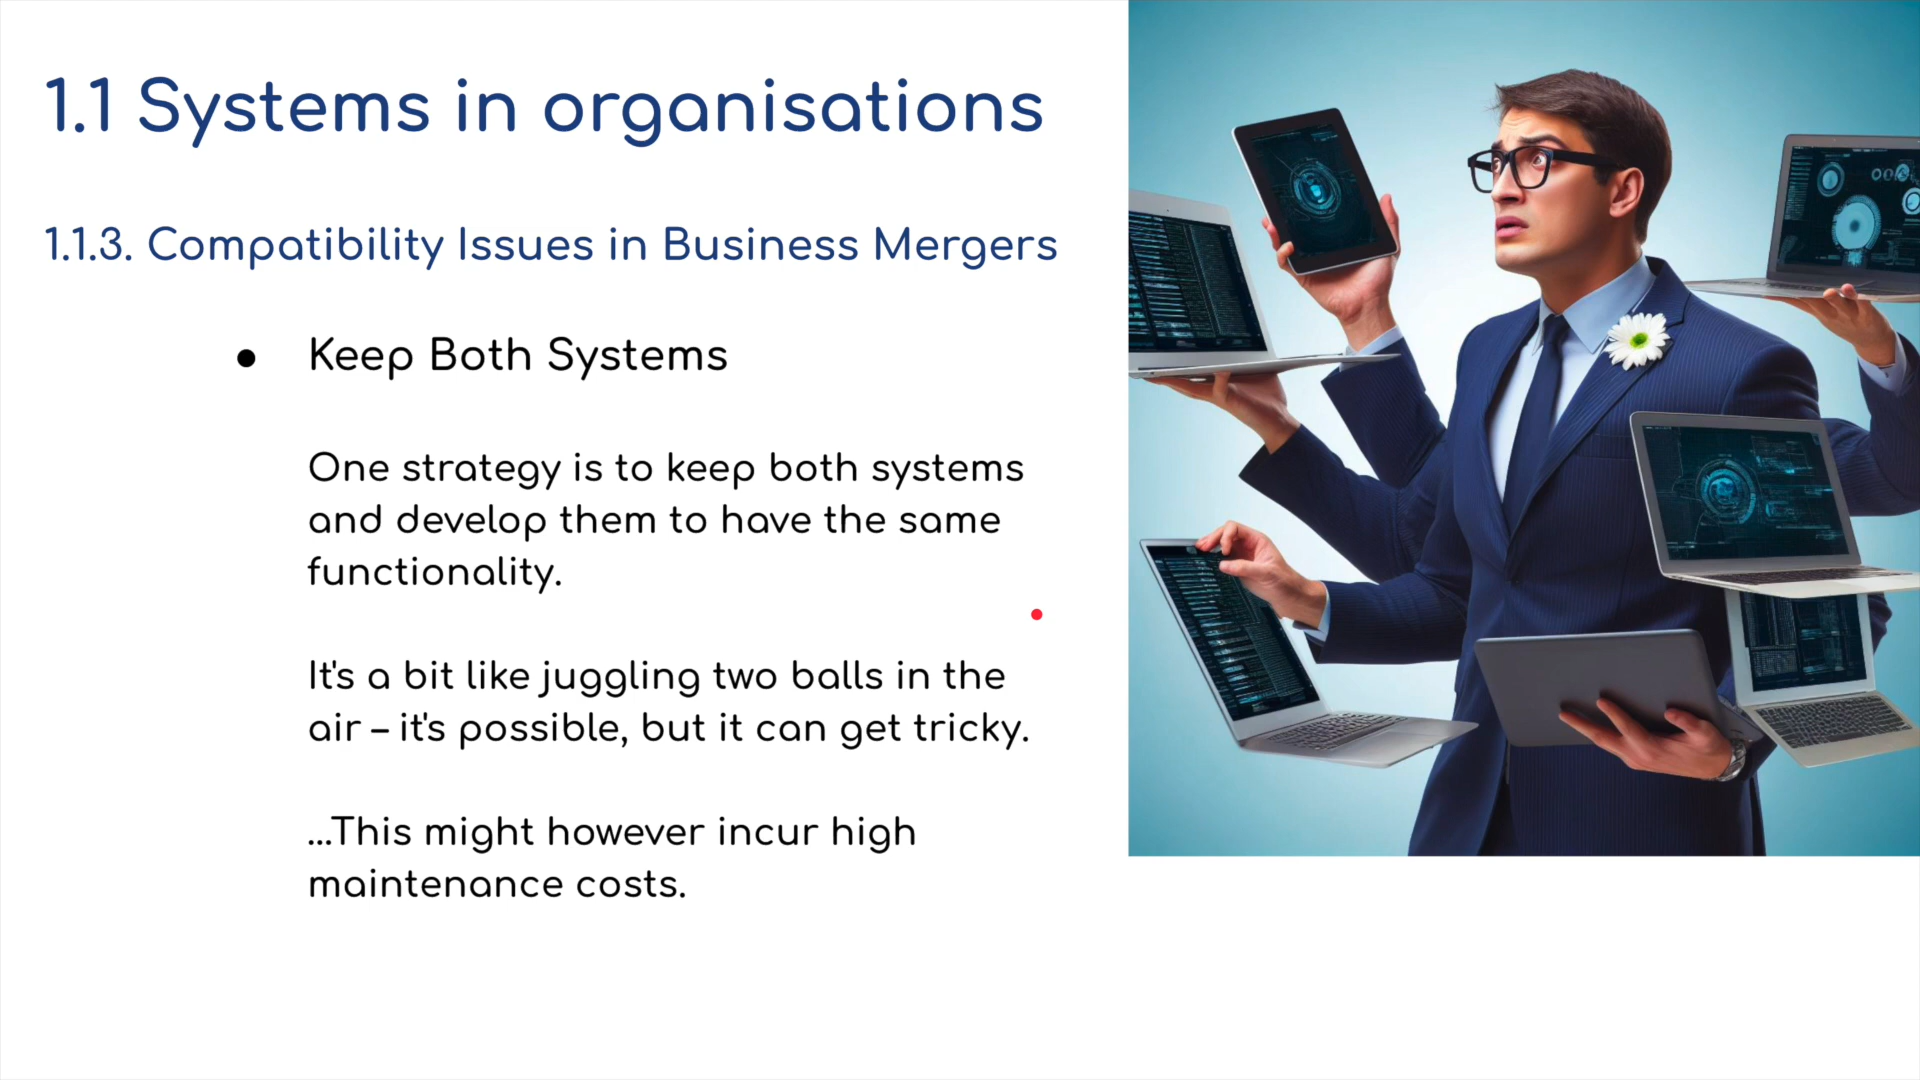 1.1 Systems in organisations
1.1.3. Compatibility Issues in Business Mergers
● Keep Both Systems
One strategy is to keep both systems
and develop them to have the same
functionality.
It's a bit like juggling two balls in the
air – it's possible, but it can get tricky.
...This might however incur high
maintenance costs.